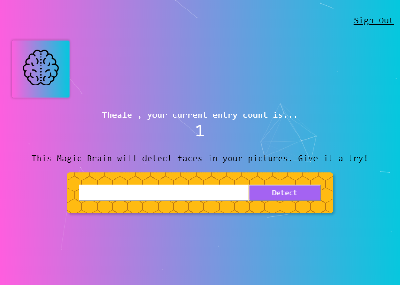 Sign Out
Theale , your current entry count is...
1
This Magic Brain will detect faces in your pictures. Give it a try!
Detect